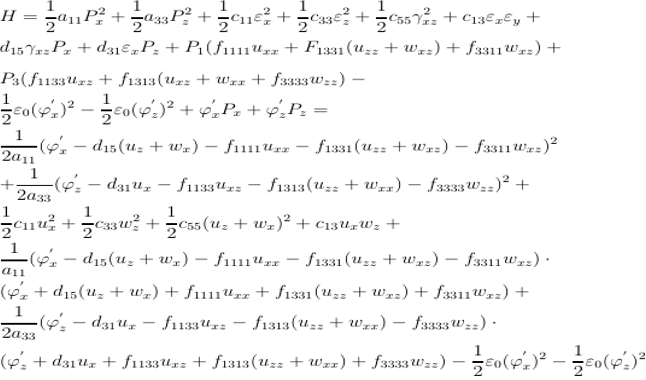 H = \frac{1}{2}a_{11}P_x^2 + \frac{1}{2}a_{33}P_z^2 + \frac{1}{2}c_{11}\varepsilon_x^2 + \frac{1}{2}c_{33}\varepsilon_z^2 + \frac{1}{2}c_{55}\gamma_{xz}^2 + c_{13}\varepsilon_x\varepsilon_y +
d_{15}\gamma_{xz}P_x + d_{31}\varepsilon_x P_z + P_1(f_{1111}u_{xx} + F_{1331}(u_{zz} + w_{xz}) + f_{3311}w_{xz}) +
P_3(f_{1133}u_{xz} + f_{1313}(u_{xz} + w_{xx} + f_{3333}w_{zz}) -
\frac{1}{2}\varepsilon_0(\varphi_x^{'})^2 - \frac{1}{2}\varepsilon_0(\varphi_z^{'})^2 + \varphi_x^{'}P_x + \varphi_z^{'}P_z =
\frac{1}{2a_{11}}(\varphi_x^{'} - d_{15}(u_z + w_x) - f_{1111}u_{xx} - f_{1331}(u_{zz} + w_{xz}) - f_{3311}w_{xz})^2
+\frac{1}{2a_{33}}(\varphi_z^{'} - d_{31}u_x - f_{1133}u_{xz} - f_{1313}(u_{zz} + w_{xx}) - f_{3333}w_{zz})^2 +
\frac{1}{2}c_{11}u_x^2 + \frac{1}{2}c_{33}w_z^2 + \frac{1}{2}c_{55}(u_z + w_x)^2 + c_{13}u_x w_z +
\frac{1}{a_{11}}(\varphi_x^{'} - d_{15}(u_z + w_x) - f_{1111}u_{xx} - f_{1331}(u_{zz} + w_{xz}) - f_{3311}w_{xz}) \cdot
(\varphi_x^{'} + d_{15}(u_z + w_x) + f_{1111}u_{xx} + f_{1331}(u_{zz} + w_{xz}) + f_{3311}w_{xz}) +
\frac{1}{2a_{33}}(\varphi_z^{'} - d_{31}u_x - f_{1133}u_{xz} - f_{1313}(u_{zz} + w_{xx}) - f_{3333}w_{zz}) \cdot
(\varphi_z^{'} + d_{31}u_x + f_{1133}u_{xz} + f_{1313}(u_{zz} + w_{xx}) + f_{3333}w_{zz}) - \frac{1}{2}\varepsilon_0(\varphi_x^{'})^2 - \frac{1}{2}\varepsilon_0(\varphi_z^{'})^2